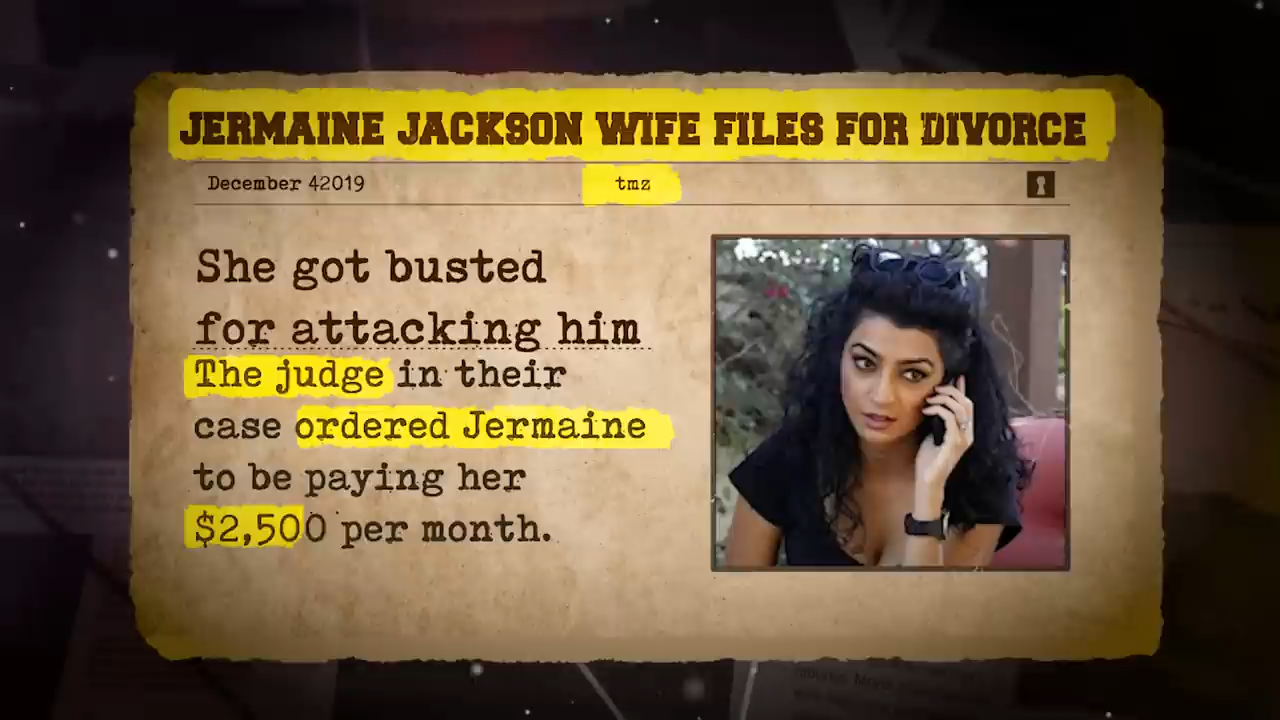 JERMAINE JACKSON WIFE FILES FOR DIVORCE
December 42019 tmz
She got busted
for attacking him
The judge in their
case ordered Jermaine
to be paying her
$2,500 per month.